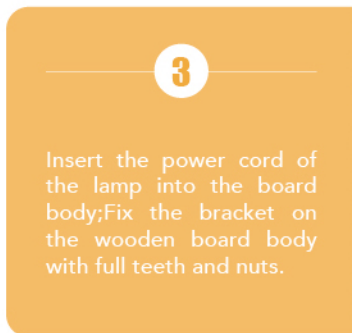 3
Insert the power cord of
the lamp into the board
body;Fix the bracket on
the wooden board body
with full teeth and nuts.